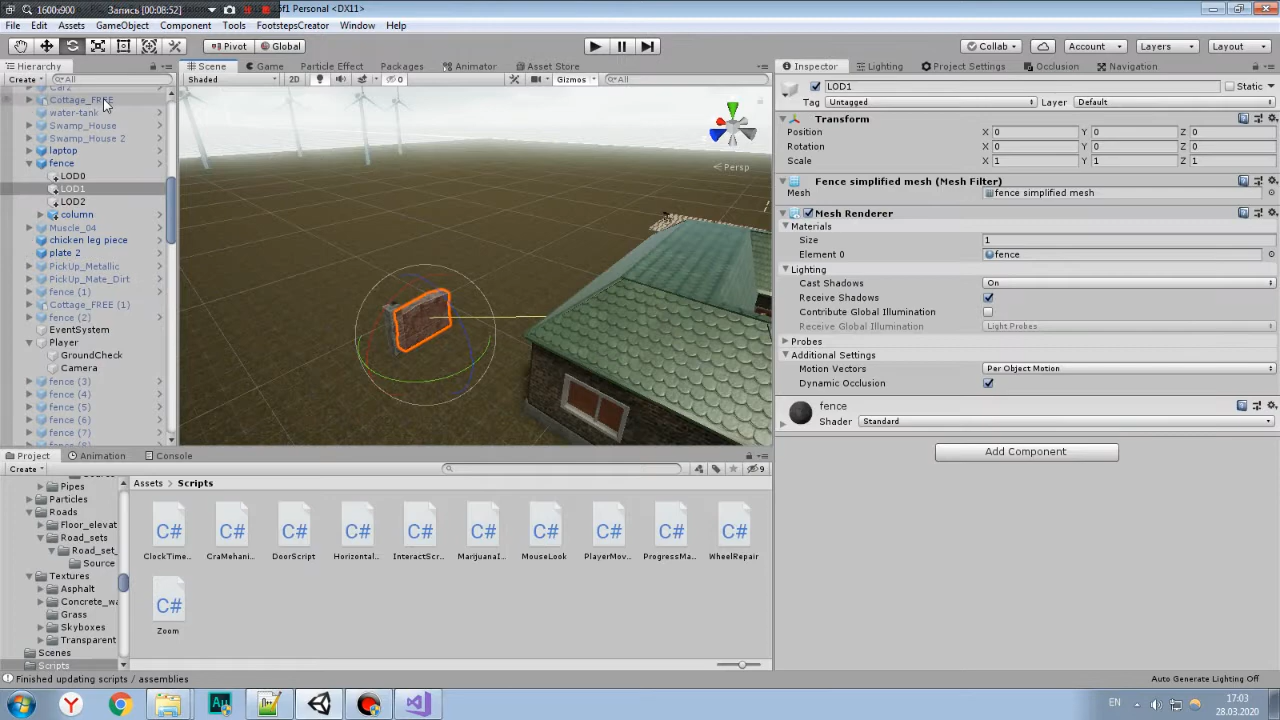 1600x900 Запись [00:08:52] of1 Personal <DX11>
File Edit Assets GameObject Component Tools FootstepsCreator Window Help
Pivot Global Collab Account Layers Layout
Hierarchy Scene Game Particle Effect Packages Animator Asset Store Inspector Lighting Project Settings Occlusion Navigation
Create All Shaded 2D 0 Gizmos All
Car2
Cottage_FREE
water-tank
Swamp_House
Swamp_House 2
laptop
fence
LOD0
LOD1
LOD2
column
Muscle_04
chicken leg piece
plate 2
PickUp_Metallic
PickUp_Mate_Dirt
fence (1)
Cottage_FREE (1)
fence (2)
EventSystem
Player
GroundCheck
Camera
fence (3)
fence (4)
fence (5)
fence (6)
fence (7)
Persp
LOD1 Static
Tag Untagged Layer Default
Transform
Position X 0 Y 0 Z 0
Rotation X 0 Y 0 Z 0
Scale X 1 Y 1 Z 1
Fence simplified mesh (Mesh Filter)
Mesh fence simplified mesh
Mesh Renderer
Materials
Size 1
Element 0 fence
Lighting
Cast Shadows On
Receive Shadows
Contribute Global Illumination
Receive Global Illumination Light Probes
Probes
Additional Settings
Motion Vectors Per Object Motion
Dynamic Occlusion
fence
Shader Standard
Add Component
Project Animation Console
Create 9
Pipes
Particles
Roads
Floor_elevat
Road_sets
Road_set_
Source
Textures
Asphalt
Concrete_wa
Grass
Skyboxes
Transparent
Scenes
Scripts
Assets Scripts
ClockTime... CraMehani... DoorScript Horizontal... InteractScr... MarijuanaI... MouseLook PlayerMov... ProgressMa... WheelRepair
Zoom
Finished updating scripts / assemblies Auto Generate Lighting Off
EN 17:03
28.03.2020